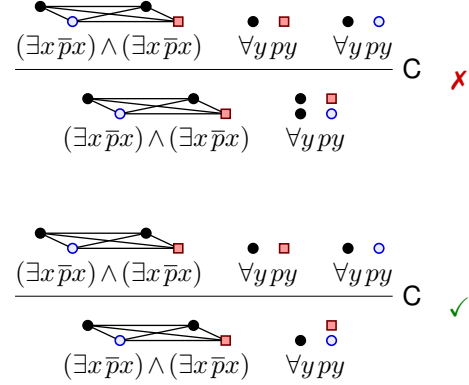 (∃x p̅x) ∧ (∃x p̅x) ∀y py ∀y py
C ✗
(∃x p̅x) ∧ (∃x p̅x) ∀y py
(∃x p̅x) ∧ (∃x p̅x) ∀y py ∀y py
C ✓
(∃x p̅x) ∧ (∃x p̅x) ∀y py